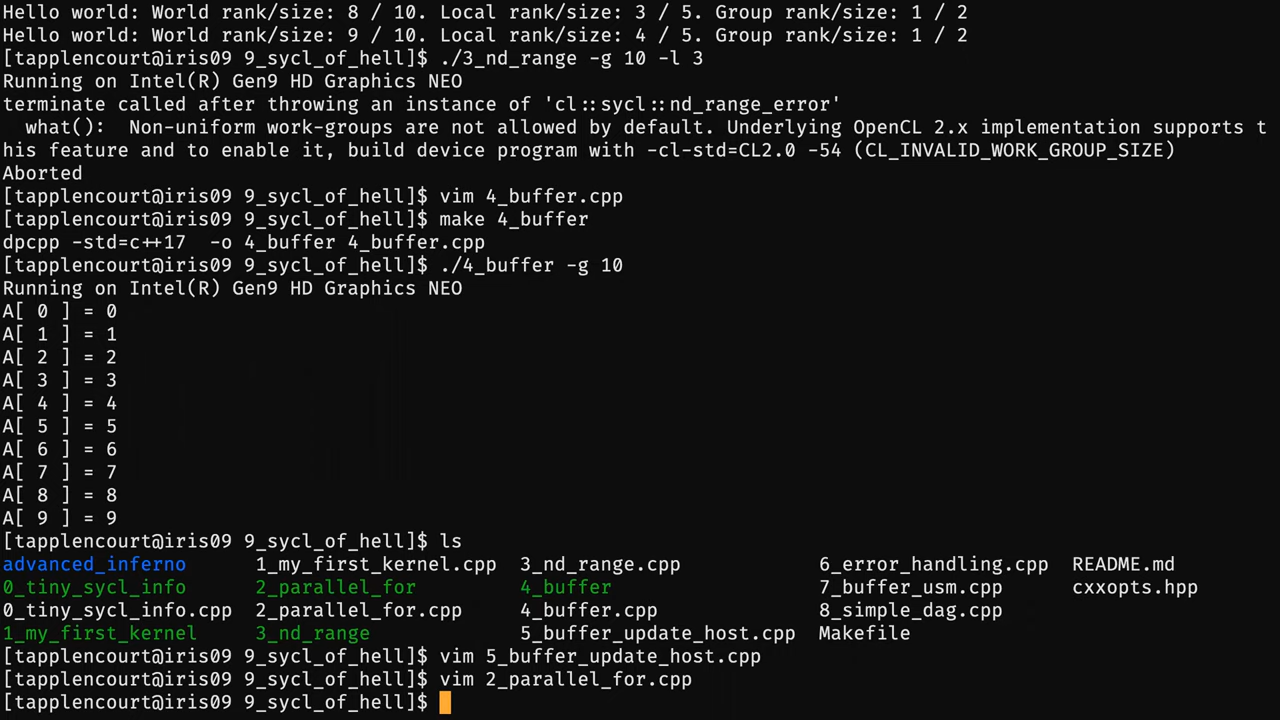 Hello world: World rank/size: 8 / 10. Local rank/size: 3 / 5. Group rank/size: 1 / 2
Hello world: World rank/size: 9 / 10. Local rank/size: 4 / 5. Group rank/size: 1 / 2
[tapplencourt@iris09 9_sycl_of_hell]$ ./3_nd_range -g 10 -l 3
Running on Intel(R) Gen9 HD Graphics NEO
terminate called after throwing an instance of 'cl::sycl::nd_range_error'
  what():  Non-uniform work-groups are not allowed by default. Underlying OpenCL 2.x implementation supports t
his feature and to enable it, build device program with -cl-std=CL2.0 -54 (CL_INVALID_WORK_GROUP_SIZE)
Aborted
[tapplencourt@iris09 9_sycl_of_hell]$ vim 4_buffer.cpp
[tapplencourt@iris09 9_sycl_of_hell]$ make 4_buffer
dpcpp -std=c++17  -o 4_buffer 4_buffer.cpp
[tapplencourt@iris09 9_sycl_of_hell]$ ./4_buffer -g 10
Running on Intel(R) Gen9 HD Graphics NEO
A[ 0 ] = 0
A[ 1 ] = 1
A[ 2 ] = 2
A[ 3 ] = 3
A[ 4 ] = 4
A[ 5 ] = 5
A[ 6 ] = 6
A[ 7 ] = 7
A[ 8 ] = 8
A[ 9 ] = 9
[tapplencourt@iris09 9_sycl_of_hell]$ ls
advanced_inferno      1_my_first_kernel.cpp  3_nd_range.cpp            6_error_handling.cpp  README.md
0_tiny_sycl_info      2_parallel_for         4_buffer                  7_buffer_usm.cpp      cxxopts.hpp
0_tiny_sycl_info.cpp  2_parallel_for.cpp     4_buffer.cpp              8_simple_dag.cpp
1_my_first_kernel     3_nd_range             5_buffer_update_host.cpp  Makefile
[tapplencourt@iris09 9_sycl_of_hell]$ vim 5_buffer_update_host.cpp
[tapplencourt@iris09 9_sycl_of_hell]$ vim 2_parallel_for.cpp
[tapplencourt@iris09 9_sycl_of_hell]$